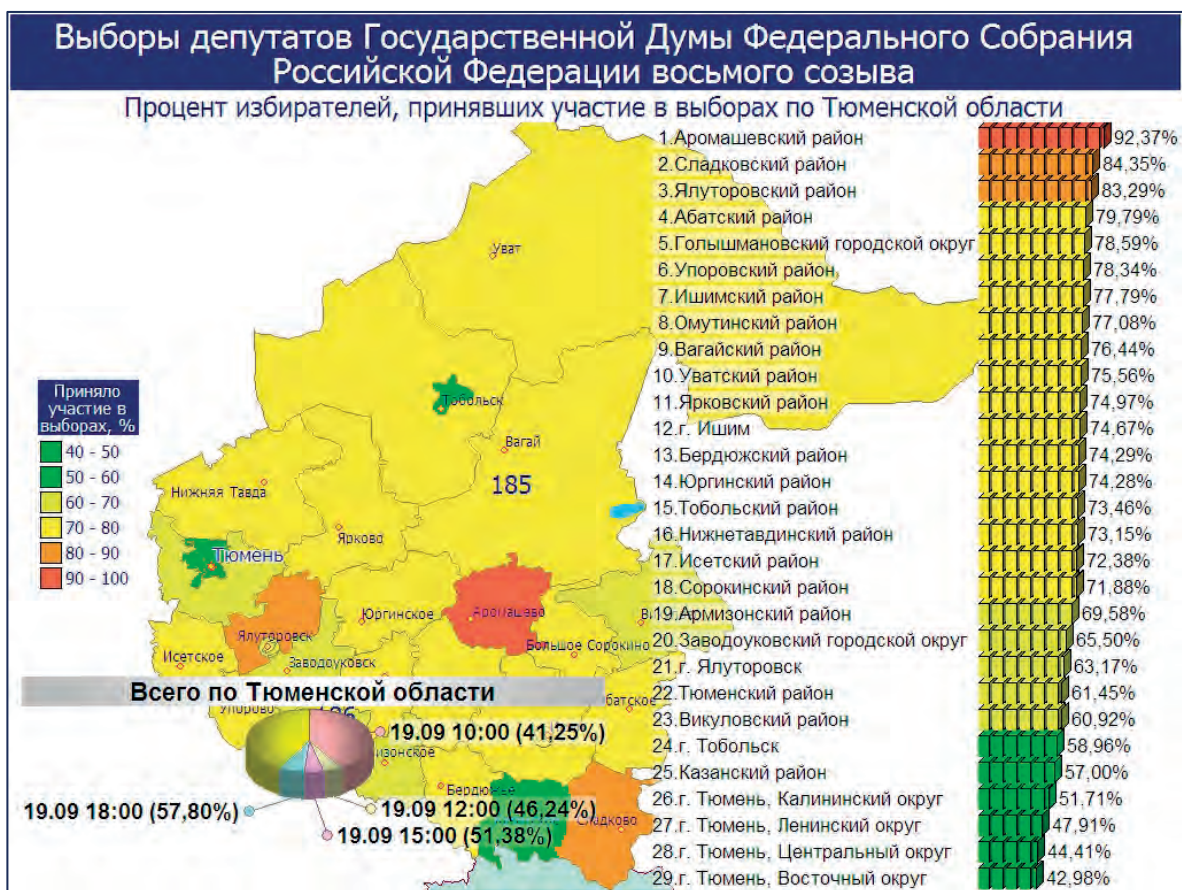 Выборы депутатов Государственной Думы Федерального Собрания
Российской Федерации восьмого созыва
Процент избирателей, принявших участие в выборах по Тюменской области
1.Аромашевский район 92,37%
2.Сладковский район 84,35%
3.Ялуторовский район 83,29%
4.Абатский район 79,79%
5.Голышмановский городской округ 78,59%
6.Упоровский район 78,34%
7.Ишимский район 77,79%
8.Омутинский район 77,08%
9.Вагайский район 76,44%
10.Уватский район 75,56%
11.Ярковский район 74,97%
12.г. Ишим 74,67%
13.Бердюжский район 74,29%
14.Юргинский район 74,28%
15.Тобольский район 73,46%
16.Нижнетавдинский район 73,15%
17.Исетский район 72,38%
18.Сорокинский район 71,88%
19.Армизонский район 69,58%
20.Заводоуковский городской округ 65,50%
21.г. Ялуторовск 63,17%
22.Тюменский район 61,45%
23.Викуловский район 60,92%
24.г. Тобольск 58,96%
25.Казанский район 57,00%
26.г. Тюмень, Калининский округ 51,71%
27.г. Тюмень, Ленинский округ 47,91%
28.г. Тюмень, Центральный округ 44,41%
29.г. Тюмень, Восточный округ 42,98%
Приняло
участие в
выборах, %
40 - 50
50 - 60
60 - 70
70 - 80
80 - 90
90 - 100
Уват
Тобольск
Вагай
185
Нижняя Тавда
Ярково
Тюмень
Юргинское
Аромашево
Ялуторовск
Большое Сорокино
Исетское
Заводоуковск
Всего по Тюменской области
Упорово
19.09 10:00 (41,25%)
Бердюжье
19.09 18:00 (57,80%)
19.09 12:00 (46,24%)
Сладково
19.09 15:00 (51,38%)